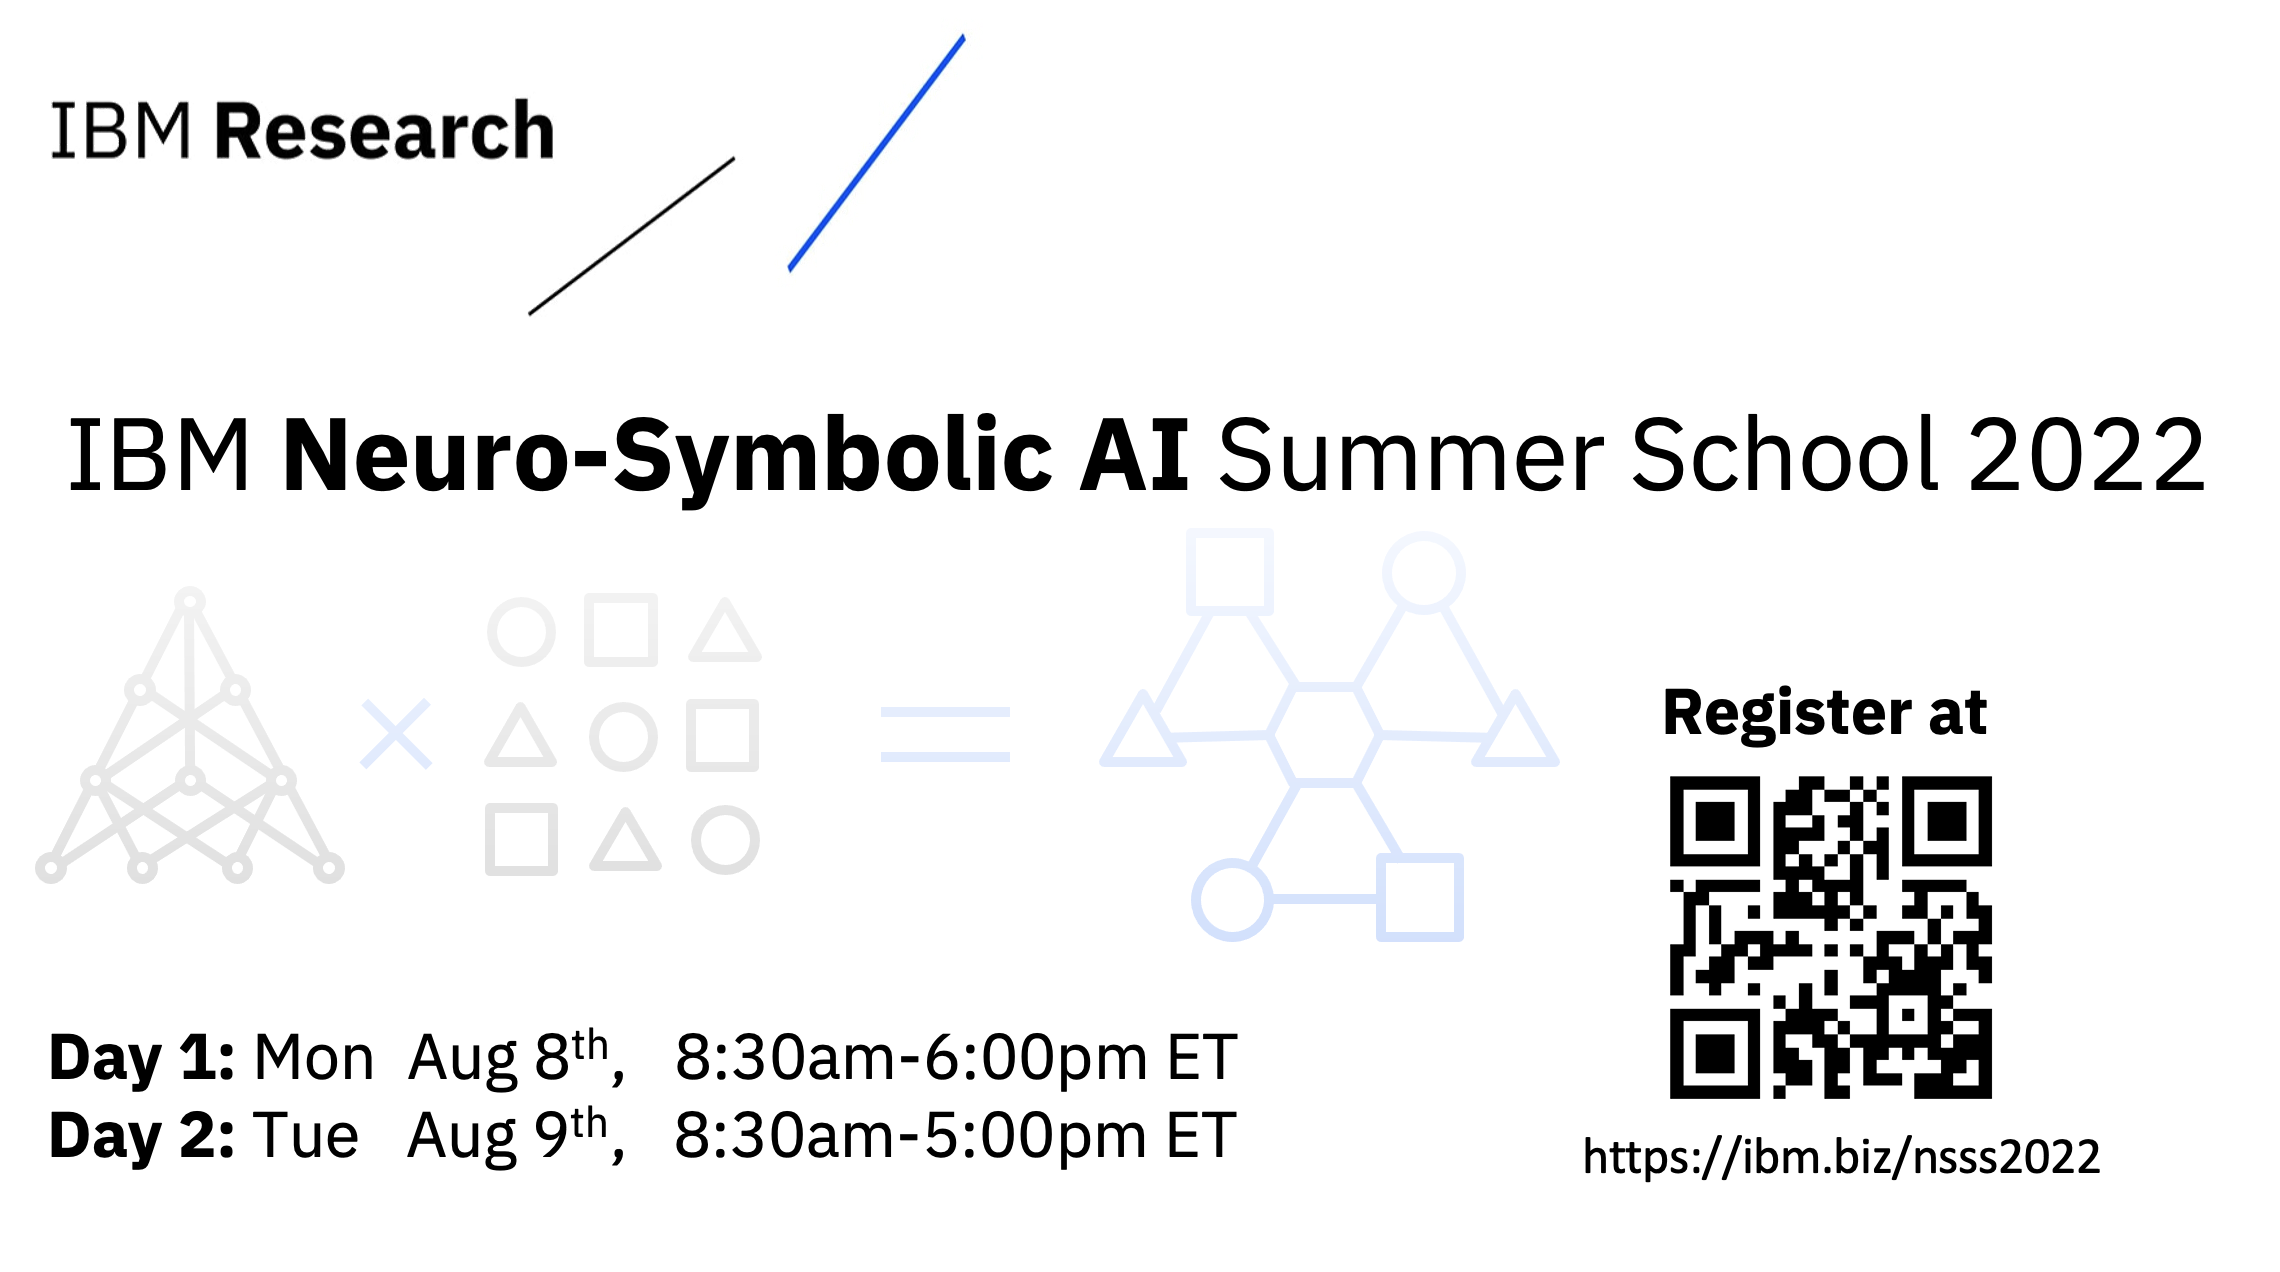 IBM Research
IBM Neuro-Symbolic AI Summer School 2022
Register at
Day 1: Mon Aug 8th, 8:30am-6:00pm ET
Day 2: Tue Aug 9th, 8:30am-5:00pm ET
https://ibm.biz/nsss2022